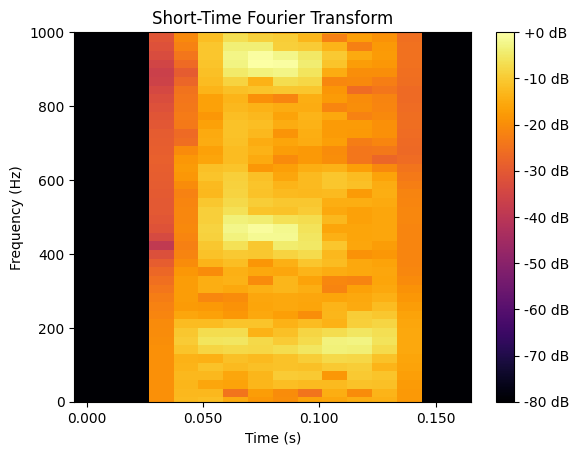 Short-Time Fourier Transform
1000
800
600
400
200
0
Frequency (Hz)
0.000
0.050
0.100
0.150
Time (s)
+0 dB
-10 dB
-20 dB
-30 dB
-40 dB
-50 dB
-60 dB
-70 dB
-80 dB